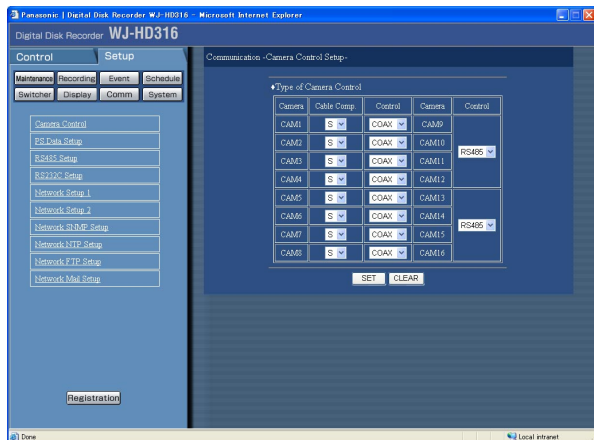 Panasonic | Digital Disk Recorder WJ-HD316 - Microsoft Internet Explorer
Digital Disk Recorder WJ-HD316
Control Setup
Maintenance Recording Event Schedule
Switcher Display Comm System
Camera Control
PS Data Setup
RS485 Setup
RS232C Setup
Network Setup 1
Network Setup 2
Network SNMP Setup
Network NTP Setup
Network FTP Setup
Network Mail Setup
Registration
Communication -Camera Control Setup-
♦Type of Camera Control
Camera Cable Comp. Control Camera Control
CAM1 S COAX CAM9
CAM2 S COAX CAM10
RS485
CAM3 S COAX CAM11
CAM4 S COAX CAM12
CAM5 S COAX CAM13
CAM6 S COAX CAM14
RS485
CAM7 S COAX CAM15
CAM8 S COAX CAM16
SET CLEAR
Done Local intranet